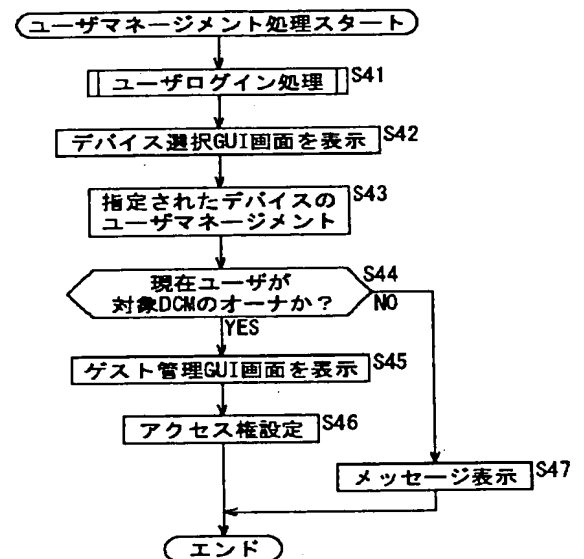 ユーザマネージメント処理スタート
ユーザログイン処理 S41
デバイス選択GUI画面を表示 S42
指定されたデバイスの S43
ユーザマネージメント
現在ユーザが S44
対象DCMのオーナか？ NO
YES
ゲスト管理GUI画面を表示 S45
アクセス権設定 S46
メッセージ表示 S47
エンド